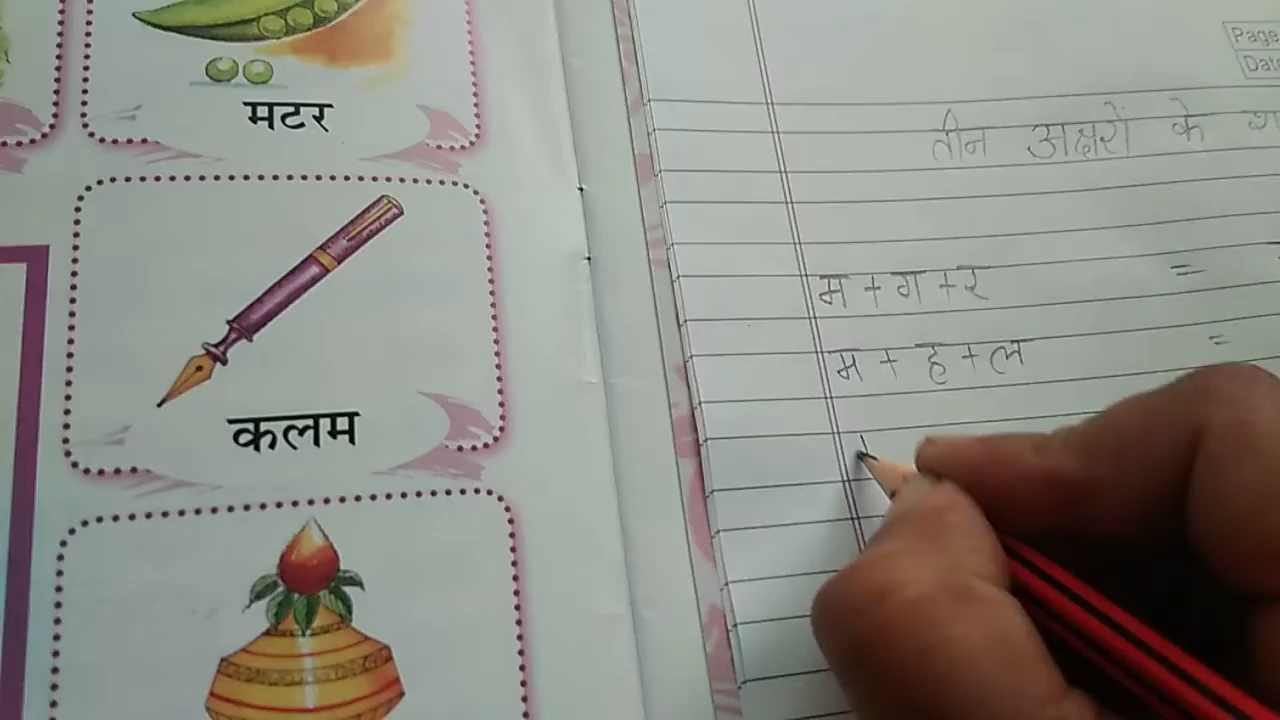 मटर
कलम
Page
Date
तीन अक्षरों के
म + ग + र =
म + ह + ल =